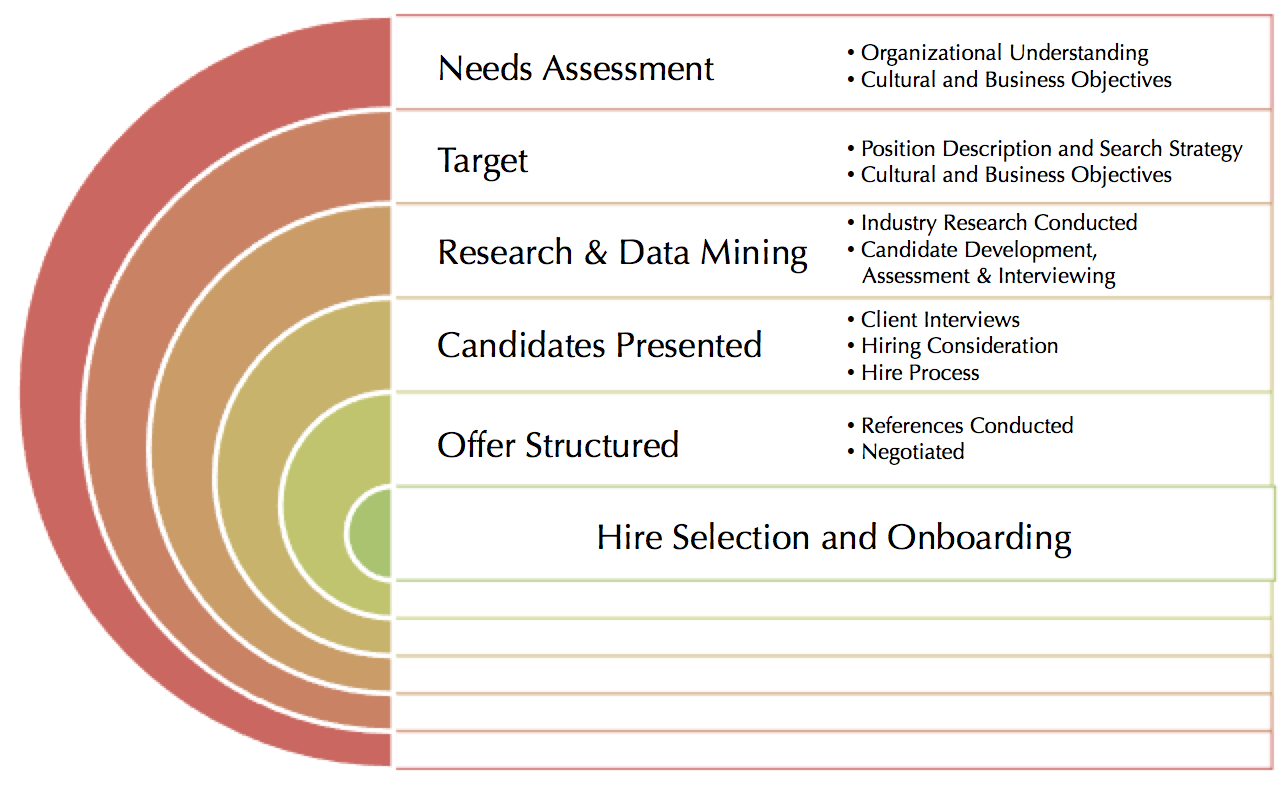 Needs Assessment
• Organizational Understanding
• Cultural and Business Objectives
Target
• Position Description and Search Strategy
• Cultural and Business Objectives
Research & Data Mining
• Industry Research Conducted
• Candidate Development,
Assessment & Interviewing
Candidates Presented
• Client Interviews
• Hiring Consideration
• Hire Process
Offer Structured
• References Conducted
• Negotiated
Hire Selection and Onboarding